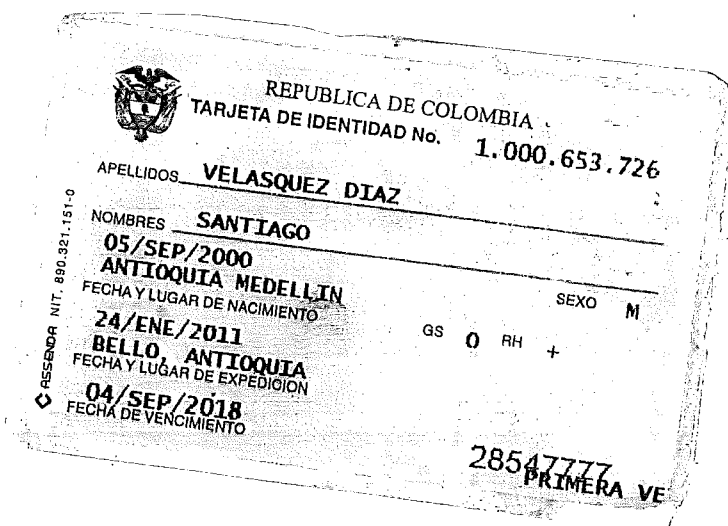 REPUBLICA DE COLOMBIA
TARJETA DE IDENTIDAD No. 1.000.653.726
APELLIDOS VELASQUEZ DIAZ
NOMBRES SANTIAGO
05/SEP/2000
ANTIOQUIA MEDELLIN
FECHA Y LUGAR DE NACIMIENTO
SEXO M
24/ENE/2011
GS O RH +
BELLO, ANTIOQUIA
FECHA Y LUGAR DE EXPEDICION
04/SEP/2018
FECHA DE VENCIMIENTO
28547777
PRIMERA VE
ASSENDA NIT. 890.321.151-0